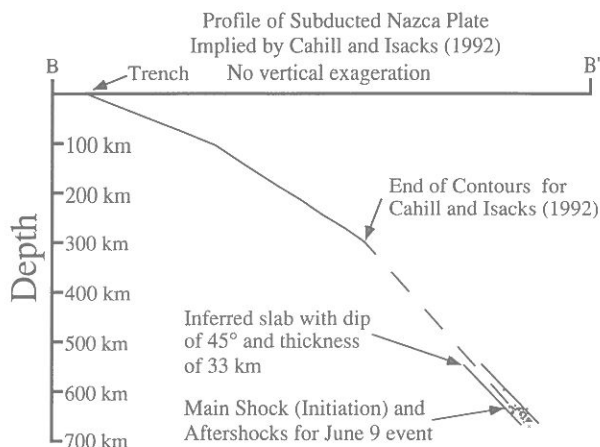 Profile of Subducted Nazca Plate
Implied by Cahill and Isacks (1992)
B
Trench
No vertical exageration
B'
100 km
200 km
End of Contours for
Cahill and Isacks (1992)
300 km
Depth
400 km
Inferred slab with dip
of 45° and thickness
of 33 km
500 km
600 km
Main Shock (Initiation) and
Aftershocks for June 9 event
700 km